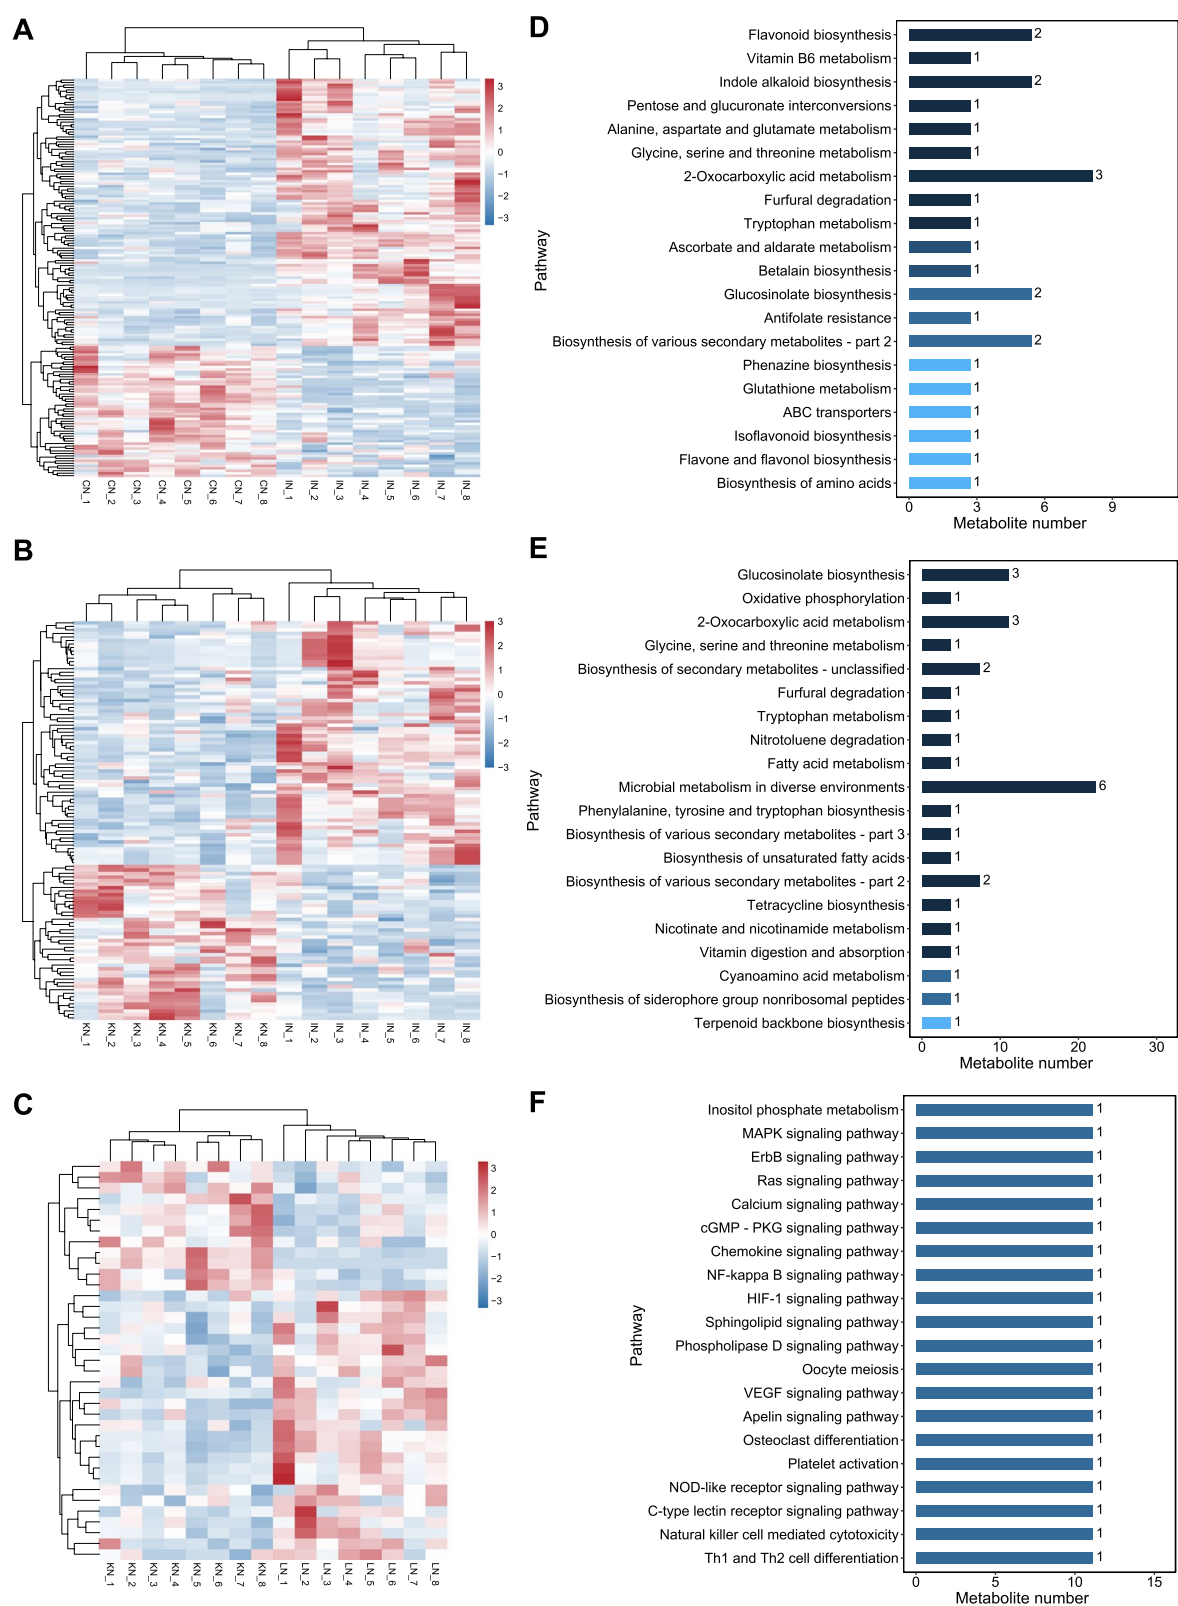 A
3
2
1
0
−1
−2
−3
CN_1
CN_2
CN_3
CN_4
CN_5
CN_6
CN_7
CN_8
IN_1
IN_2
IN_3
IN_4
IN_5
IN_6
IN_7
IN_8
D
Pathway
Flavonoid biosynthesis 2
Vitamin B6 metabolism 1
Indole alkaloid biosynthesis 2
Pentose and glucuronate interconversions 1
Alanine, aspartate and glutamate metabolism 1
Glycine, serine and threonine metabolism 1
2-Oxocarboxylic acid metabolism 3
Furfural degradation 1
Tryptophan metabolism 1
Ascorbate and aldarate metabolism 1
Betalain biosynthesis 1
Glucosinolate biosynthesis 2
Antifolate resistance 1
Biosynthesis of various secondary metabolites - part 2 2
Phenazine biosynthesis 1
Glutathione metabolism 1
ABC transporters 1
Isoflavonoid biosynthesis 1
Flavone and flavonol biosynthesis 1
Biosynthesis of amino acids 1
0 3 6 9
Metabolite number
B
3
2
1
0
−1
−2
−3
KN_1
KN_2
KN_3
KN_4
KN_5
KN_6
KN_7
KN_8
IN_1
IN_2
IN_3
IN_4
IN_5
IN_6
IN_7
IN_8
E
Pathway
Glucosinolate biosynthesis 3
Oxidative phosphorylation 1
2-Oxocarboxylic acid metabolism 3
Glycine, serine and threonine metabolism 1
Biosynthesis of secondary metabolites - unclassified 2
Furfural degradation 1
Tryptophan metabolism 1
Nitrotoluene degradation 1
Fatty acid metabolism 1
Microbial metabolism in diverse environments 6
Phenylalanine, tyrosine and tryptophan biosynthesis 1
Biosynthesis of various secondary metabolites - part 3 1
Biosynthesis of unsaturated fatty acids 1
Biosynthesis of various secondary metabolites - part 2 2
Tetracycline biosynthesis 1
Nicotinate and nicotinamide metabolism 1
Vitamin digestion and absorption 1
Cyanoamino acid metabolism 1
Biosynthesis of siderophore group nonribosomal peptides 1
Terpenoid backbone biosynthesis 1
0 10 20 30
Metabolite number
C
3
2
1
0
−1
−2
−3
KN_1
KN_2
KN_3
KN_4
KN_5
KN_6
KN_7
KN_8
LN_1
LN_2
LN_3
LN_4
LN_5
LN_6
LN_7
LN_8
F
Pathway
Inositol phosphate metabolism 1
MAPK signaling pathway 1
ErbB signaling pathway 1
Ras signaling pathway 1
Calcium signaling pathway 1
cGMP - PKG signaling pathway 1
Chemokine signaling pathway 1
NF-kappa B signaling pathway 1
HIF-1 signaling pathway 1
Sphingolipid signaling pathway 1
Phospholipase D signaling pathway 1
Oocyte meiosis 1
VEGF signaling pathway 1
Apelin signaling pathway 1
Osteoclast differentiation 1
Platelet activation 1
NOD-like receptor signaling pathway 1
C-type lectin receptor signaling pathway 1
Natural killer cell mediated cytotoxicity 1
Th1 and Th2 cell differentiation 1
0 5 10 15
Metabolite number